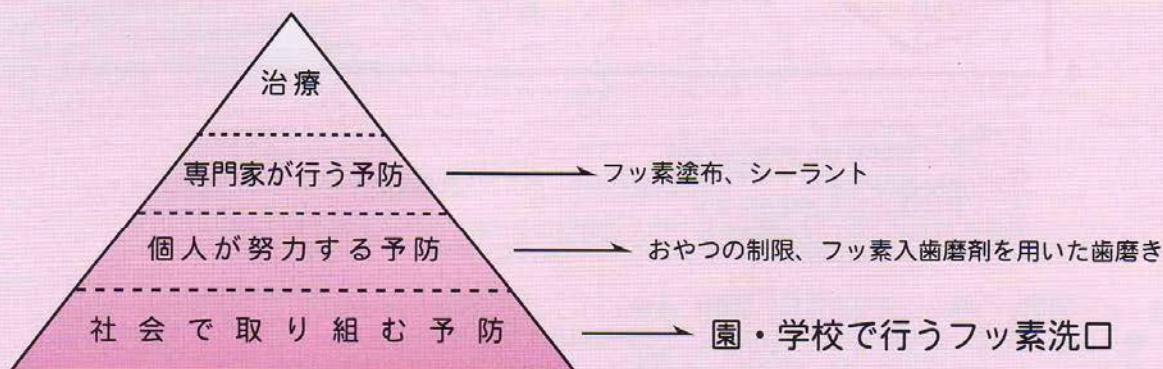 治療
専門家が行う予防
フッ素塗布、シーラント
個人が努力する予防
おやつの制限、フッ素入歯磨剤を用いた歯磨き
社会で取り組む予防
園・学校で行うフッ素洗口